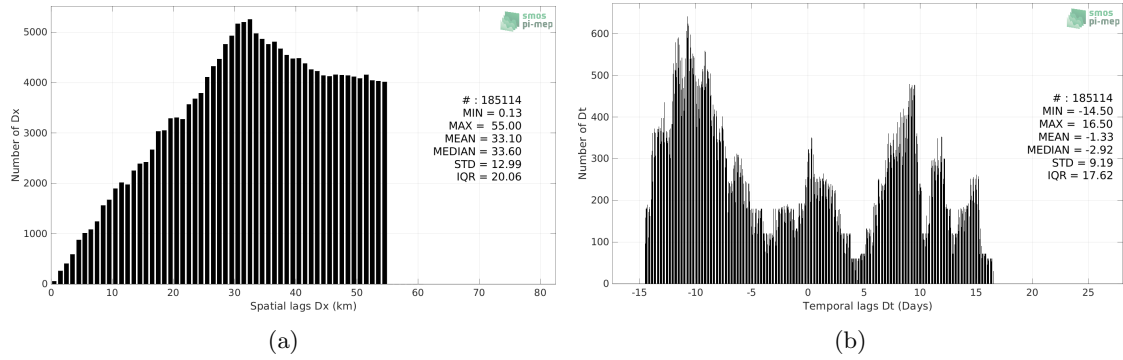 smos
pi-mep
Number of Dx
5000
4000
3000
2000
1000
0
# : 185114
MIN = 0.13
MAX = 55.00
MEAN = 33.10
MEDIAN = 33.60
STD = 12.99
IQR = 20.06
0 10 20 30 40 50 60 70 80
Spatial lags Dx (km)
(a)
smos
pi-mep
Number of Dt
600
500
400
300
200
100
0
# : 185114
MIN = -14.50
MAX = 16.50
MEAN = -1.33
MEDIAN = -2.92
STD = 9.19
IQR = 17.62
-15 -10 -5 0 5 10 15 20 25
Temporal lags Dt (Days)
(b)